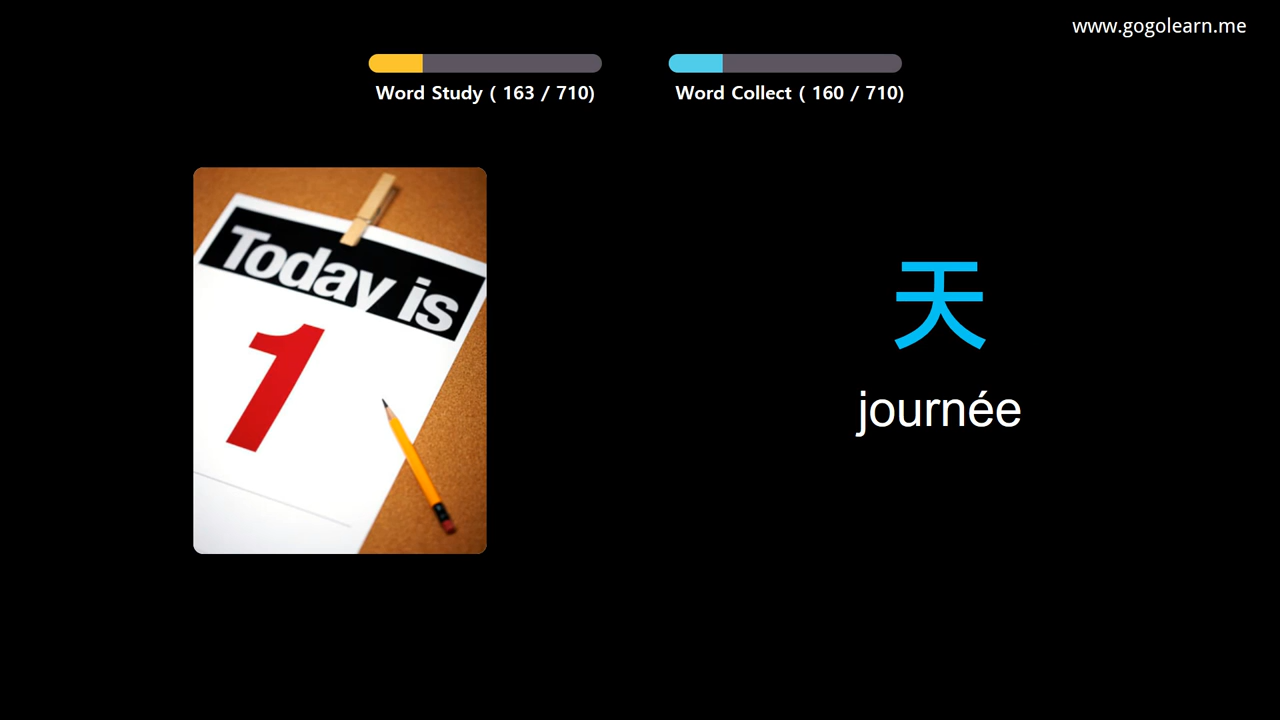 www.gogolearn.me
Word Study ( 163 / 710)
Word Collect ( 160 / 710)
Today is
1
天
journée